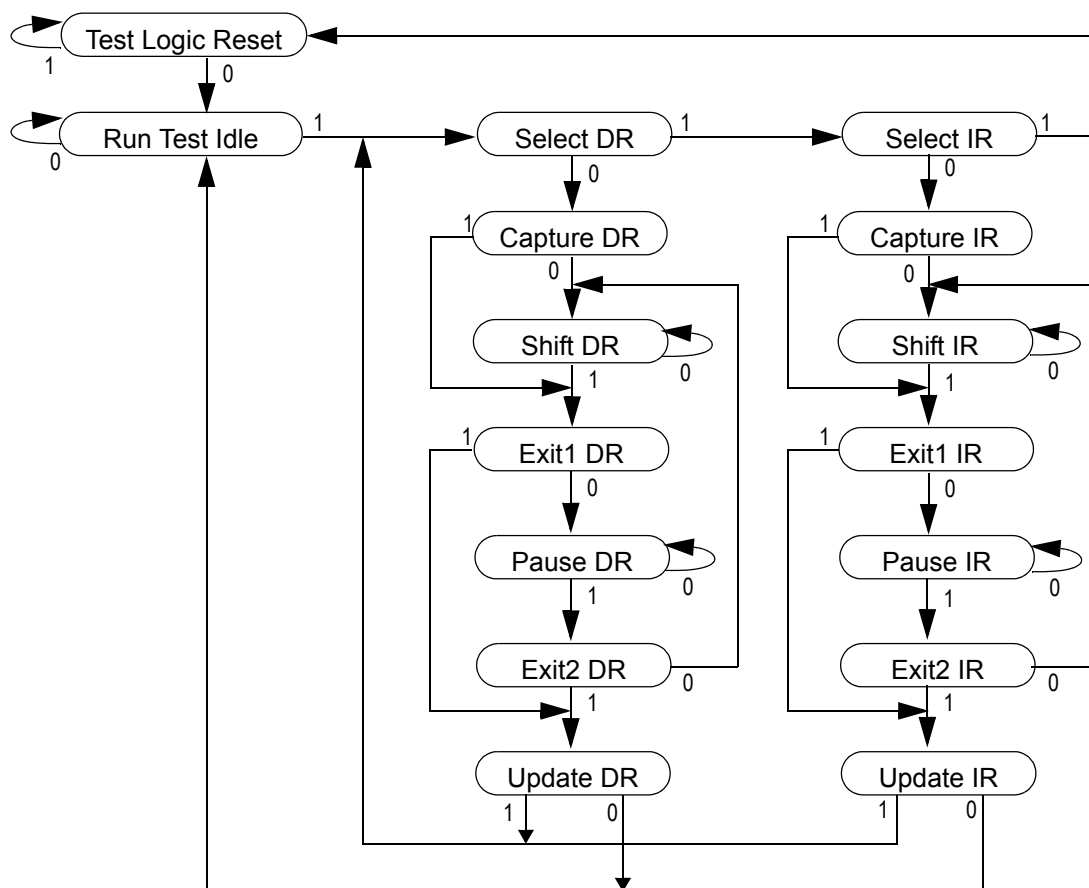 Test Logic Reset
1
0
Run Test Idle
1
0
Select DR
1
0
Select IR
1
0
1
Capture DR
0
1
Capture IR
0
Shift DR
0
1
Shift IR
0
1
1
Exit1 DR
0
1
Exit1 IR
0
Pause DR
0
1
Pause IR
0
1
Exit2 DR
0
1
Exit2 IR
0
1
Update DR
1
0
Update IR
1
0